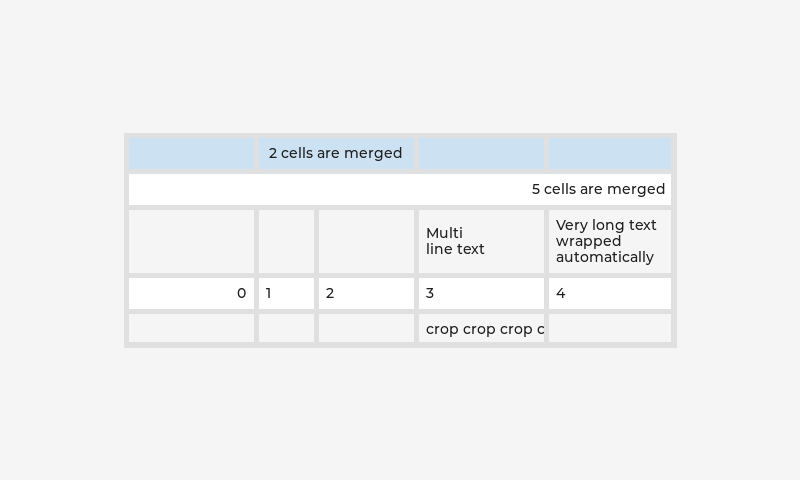 2 cells are merged
5 cells are merged
Multi
line text
Very long text
wrapped
automatically
0 1 2 3 4
crop crop crop c